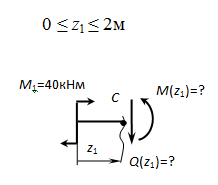 0 ≤ z₁ ≤ 2м
M₁=40кНм
C
M(z₁)=?
z₁
Q(z₁)=?